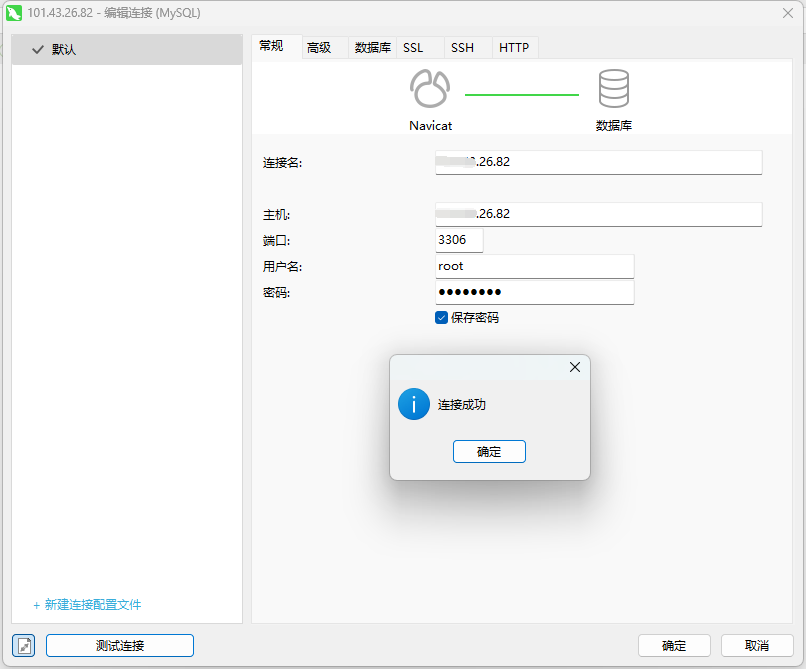 101.43.26.82 - 编辑连接 (MySQL)
默认
常规 高级 数据库 SSL SSH HTTP
Navicat 数据库
连接名: .26.82
主机: .26.82
端口: 3306
用户名: root
密码: ●●●●●●●●
保存密码
连接成功
确定
+ 新建连接配置文件
测试连接 确定 取消